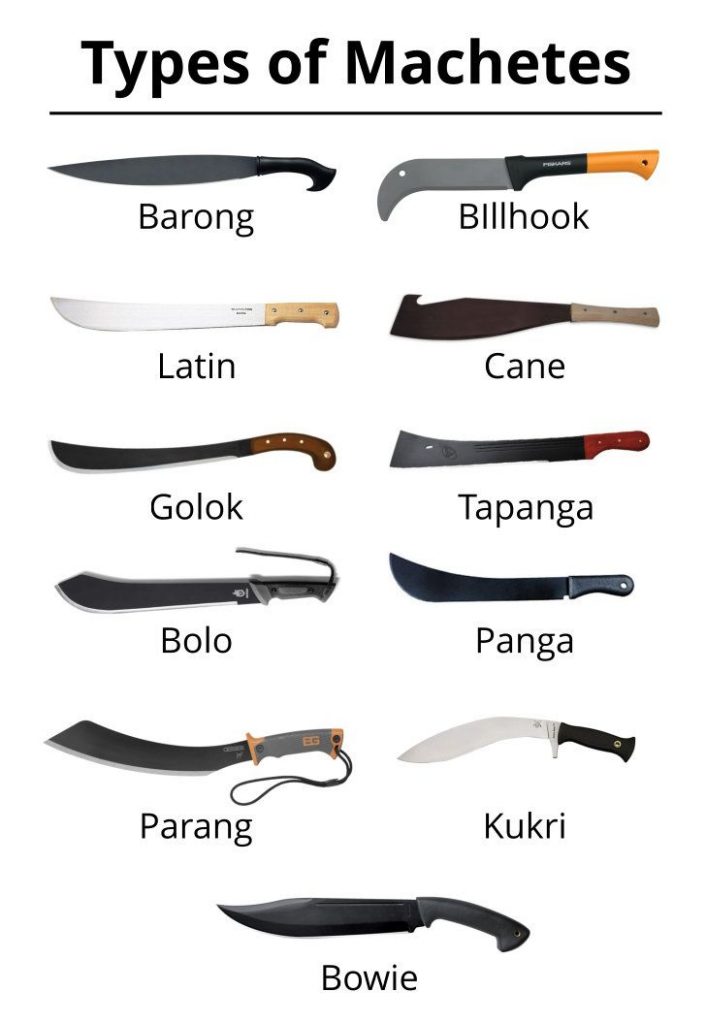 Types of Machetes
Barong
FISKARS
BIllhook
Latin
Cane
Golok
Tapanga
Bolo
Panga
BG
Parang
Kukri
Bowie